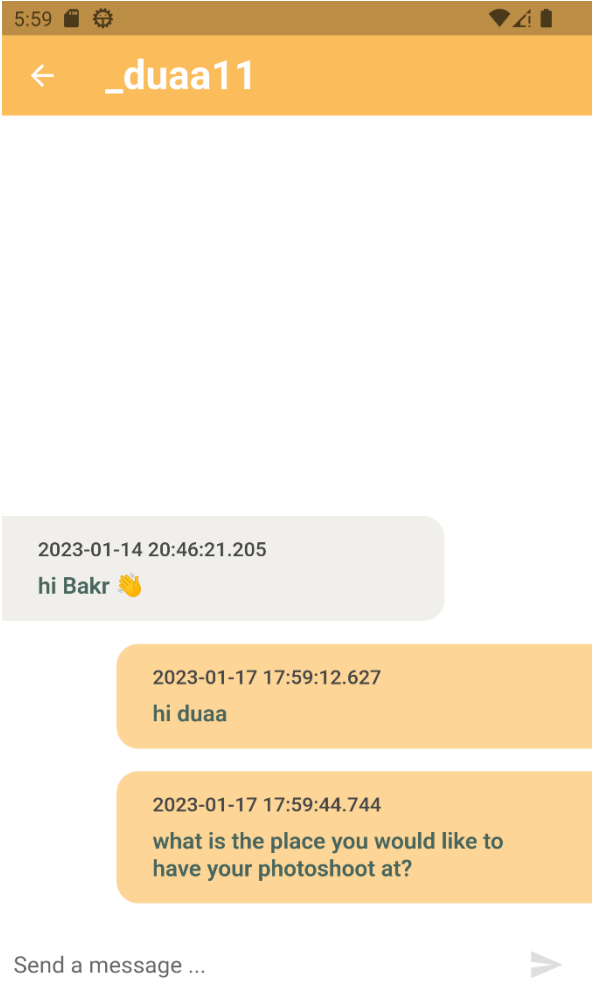 5:59
_duaa11
2023-01-14 20:46:21.205
hi Bakr 👋
2023-01-17 17:59:12.627
hi duaa
2023-01-17 17:59:44.744
what is the place you would like to
have your photoshoot at?
Send a message ...